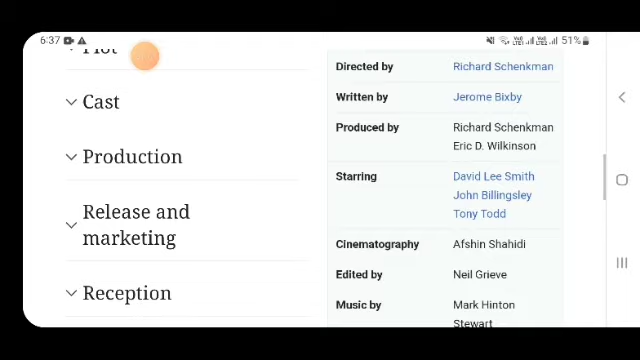 6:37
51%
Plot
Cast
Production
Release and
marketing
Reception
Directed by Richard Schenkman
Written by Jerome Bixby
Produced by Richard Schenkman
Eric D. Wilkinson
Starring David Lee Smith
John Billingsley
Tony Todd
Cinematography Afshin Shahidi
Edited by Neil Grieve
Music by Mark Hinton
Stewart